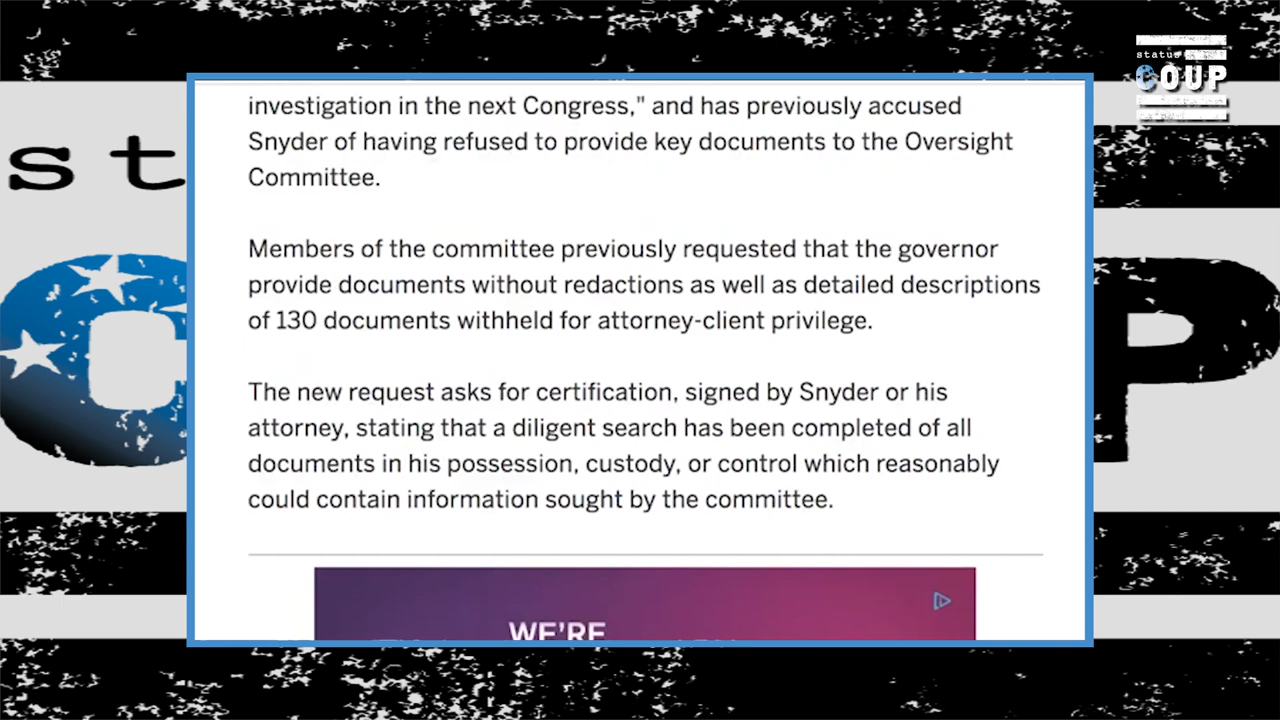 status
COUP
investigation in the next Congress," and has previously accused
Snyder of having refused to provide key documents to the Oversight
Committee.
Members of the committee previously requested that the governor
provide documents without redactions as well as detailed descriptions
of 130 documents withheld for attorney-client privilege.
The new request asks for certification, signed by Snyder or his
attorney, stating that a diligent search has been completed of all
documents in his possession, custody, or control which reasonably
could contain information sought by the committee.
WE'RE
st
C
P